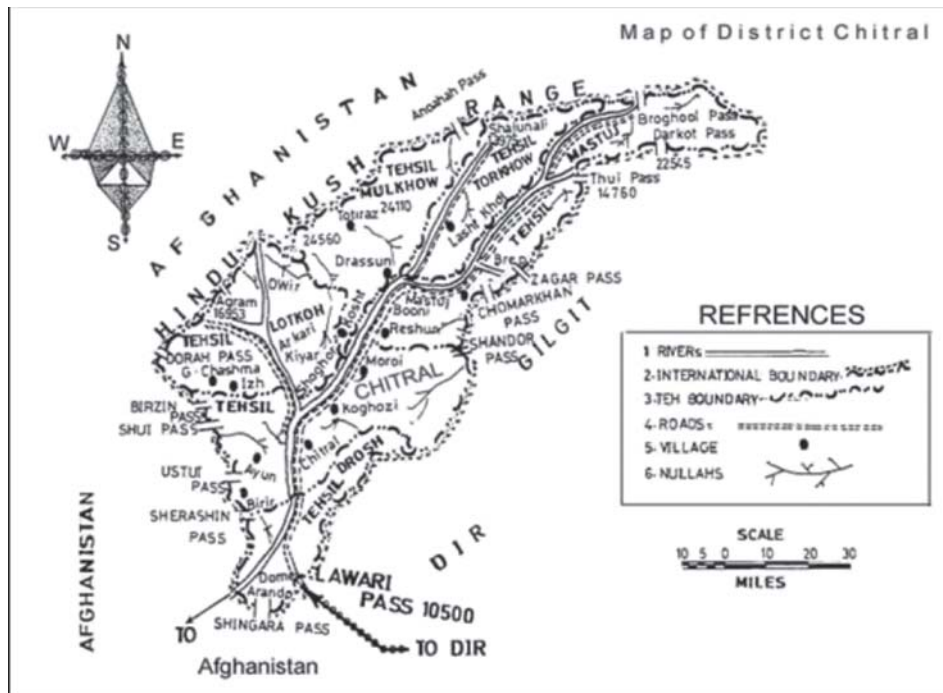 Map of District Chitral
N
W
E
S
AFGHANISTAN
HINDU KUSH RANGE
Anoahah Pass
Shajunali
TEHSIL
TORKHOW
MASTUJ
Broghool Pass
Darkot Pass
22545
Thui Pass
14760
TEHSIL
MULKHOW
24110
Totiraz
24560
Lasht Khot
TEHSIL
Drassun
Brep
ZAGAR PASS
OWir
Mastuj
CHOMARKHAN
PASS
Booni
Agram
16953
LOTKOH
Arkari
Kiyar
Kosht
Reshun
SHANDOR
PASS
GILGIT
TEHSIL
DORAH PASS
G-Chashma
Izh
Shoghor
Moroi
CHITRAL
TEHSIL
BIRZIN
PASS
SHUI PASS
Koghozi
Chitral
Ayun
USTUI
PASS
Birir
TEHSIL DROSH
SHERASHIN
PASS
DIR
AFGHANISTAN
Dome
Arando
LAWARI
PASS 10500
SHINGARA PASS
TO
Afghanistan
TO DIR
REFRENCES
1 RIVERs
2-INTERNATIONAL BOUNDARY
3-TEH BOUNDARY
4-ROADS
5-VILLAGE
6-NULLAHS
SCALE
10 5 0 10 20 30
MILES